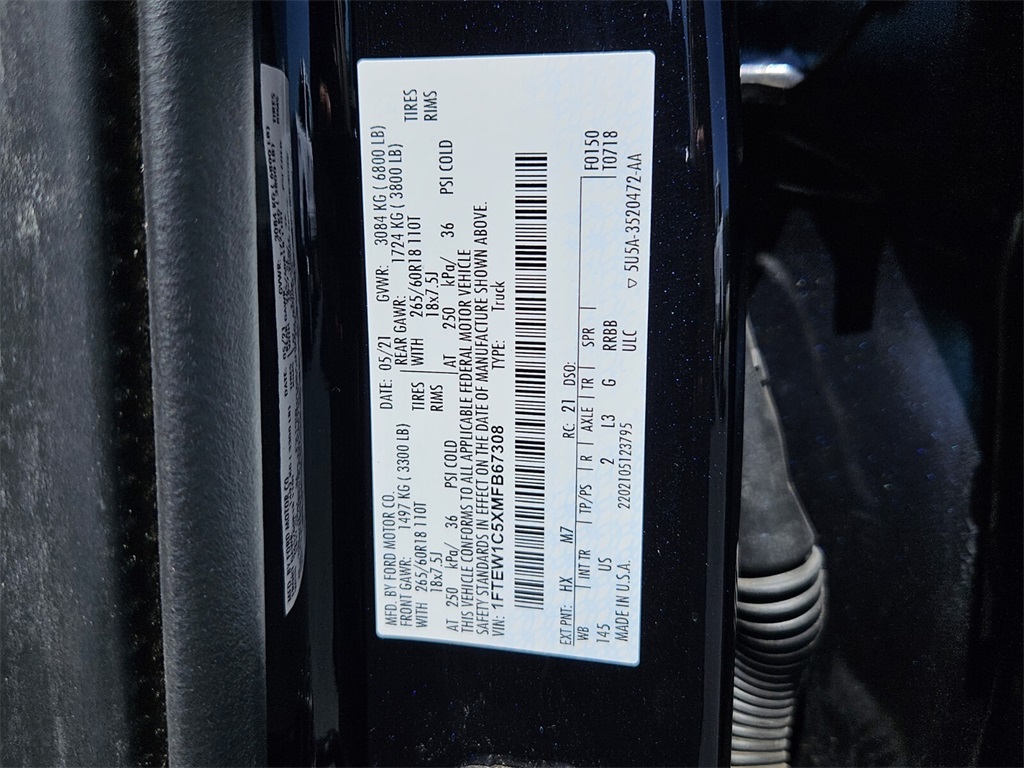 MFD. BY FORD MOTOR CO.
DATE: 05/21 GVWR: 3084 KG ( 6800 LB)
FRONT GAWR: 1497 KG ( 3300 LB)
REAR GAWR: 1724 KG ( 3800 LB)
WITH 265/60R18 110T TIRES
18x7.5J RIMS
WITH 265/60R18 110T TIRES
18x7.5J RIMS
AT 250 kPa/ 36 PSI COLD
AT 250 kPa/ 36 PSI COLD
THIS VEHICLE CONFORMS TO ALL APPLICABLE FEDERAL MOTOR VEHICLE
SAFETY STANDARDS IN EFFECT ON THE DATE OF MANUFACTURE SHOWN ABOVE.
VIN: 1FTEW1C5XMFB67308 TYPE: Truck
EXT PNT: HX M7 RC: 21 DSO:
WB INT TR TP/PS R AXLE TR SPR F0150
145 US 2 L3 G RRBB T0718
ULC
MADE IN U.S.A. 2202105123795 ▽ 5U5A-3520472-AA